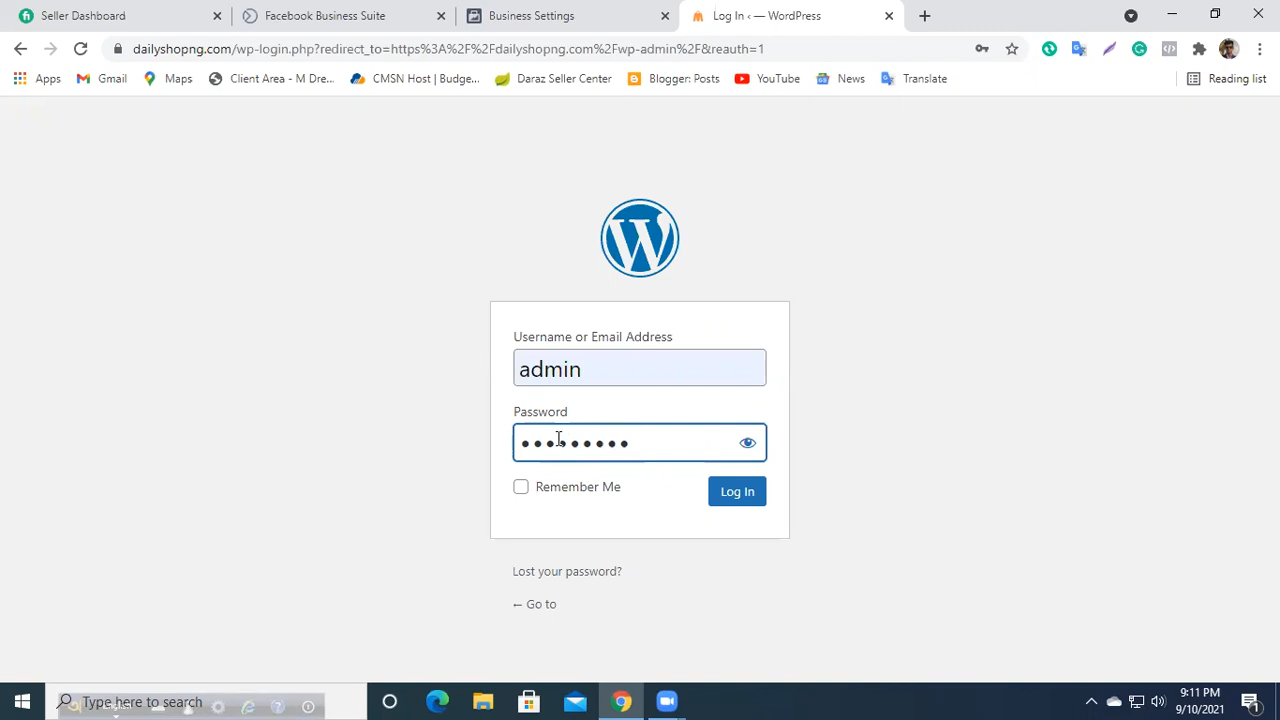 Seller Dashboard
Facebook Business Suite
Business Settings
Log In ‹ — WordPress
dailyshopng.com/wp-login.php?redirect_to=https%3A%2F%2Fdailyshopng.com%2Fwp-admin%2F&reauth=1
Apps
Gmail
Maps
Client Area - M Dre...
CMSN Host | Budge...
Daraz Seller Center
Blogger: Posts
YouTube
News
Translate
Reading list
Username or Email Address
admin
Password
Remember Me
Log In
Lost your password?
← Go to
Type here to search
9:11 PM
9/10/2021